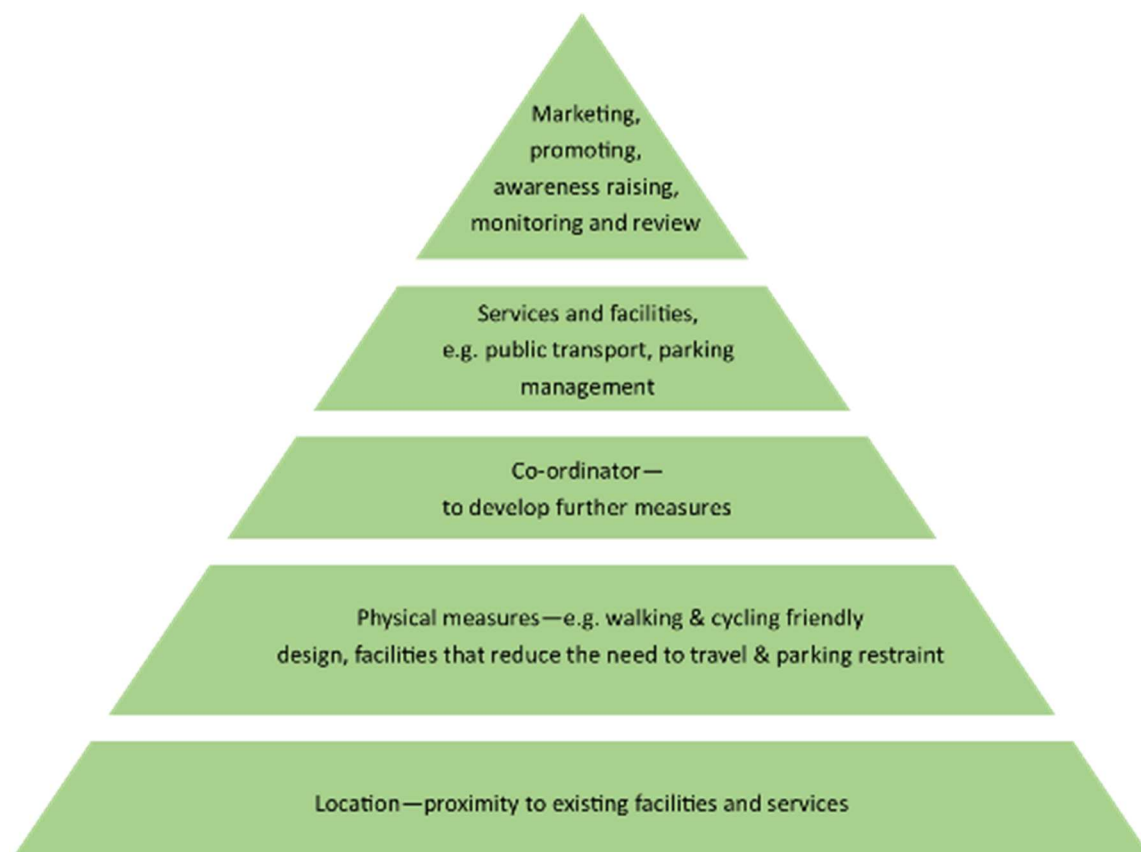 Marketing,
promoting,
awareness raising,
monitoring and review
Services and facilities,
e.g. public transport, parking
management
Co-ordinator—
to develop further measures
Physical measures—e.g. walking & cycling friendly
design, facilities that reduce the need to travel & parking restraint
Location—proximity to existing facilities and services